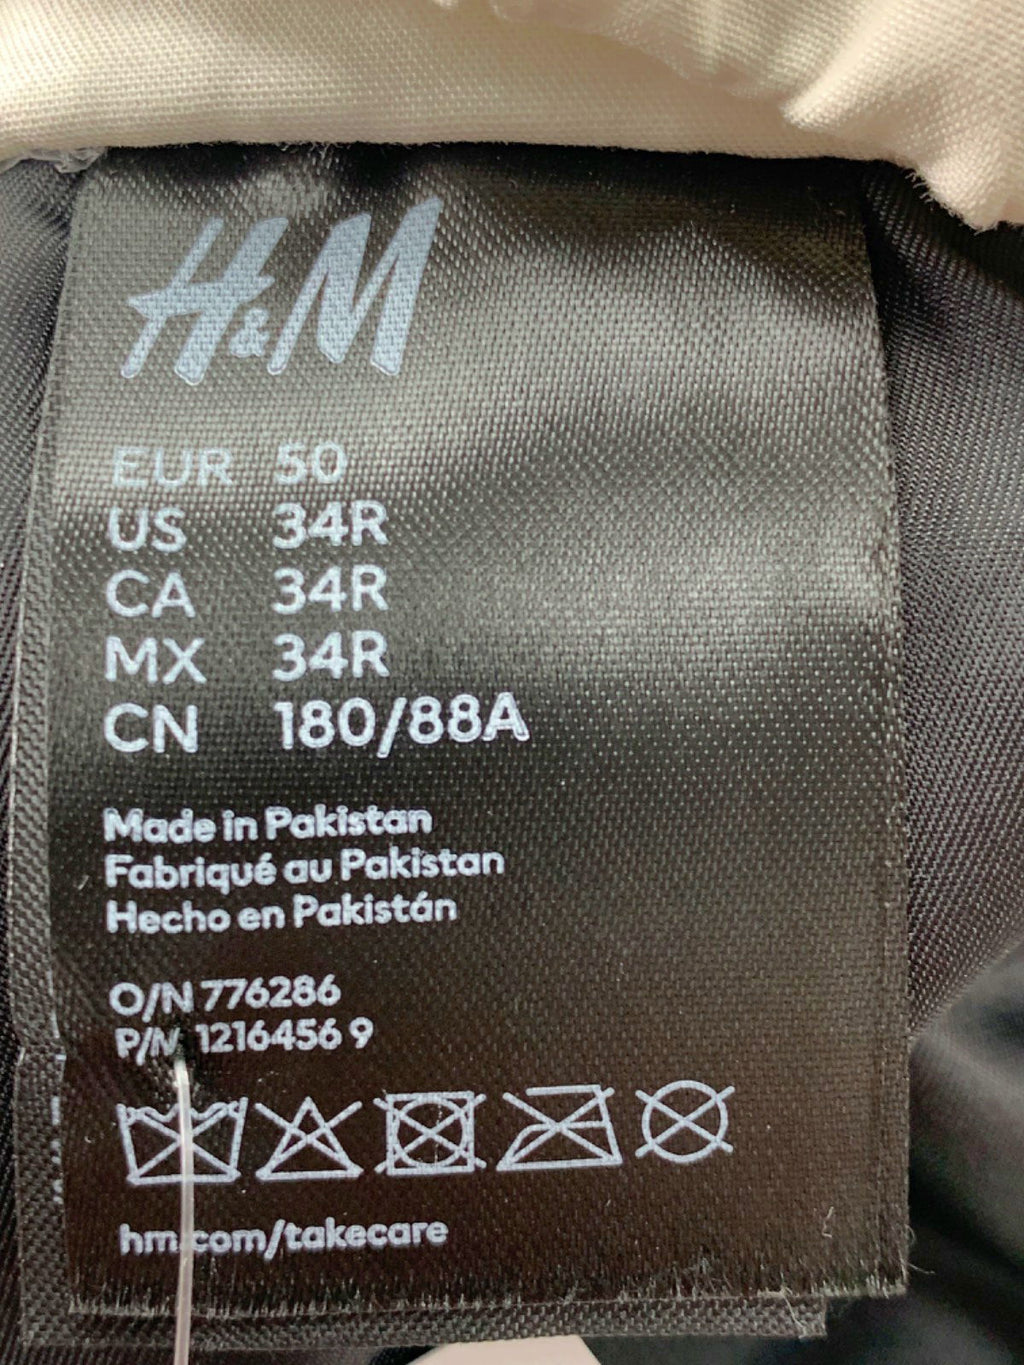 H&M
EUR 50
US 34R
CA 34R
MX 34R
CN 180/88A
Made in Pakistan
Fabriqué au Pakistan
Hecho en Pakistán
O/N 776286
P/N 1216456 9
hm.com/takecare